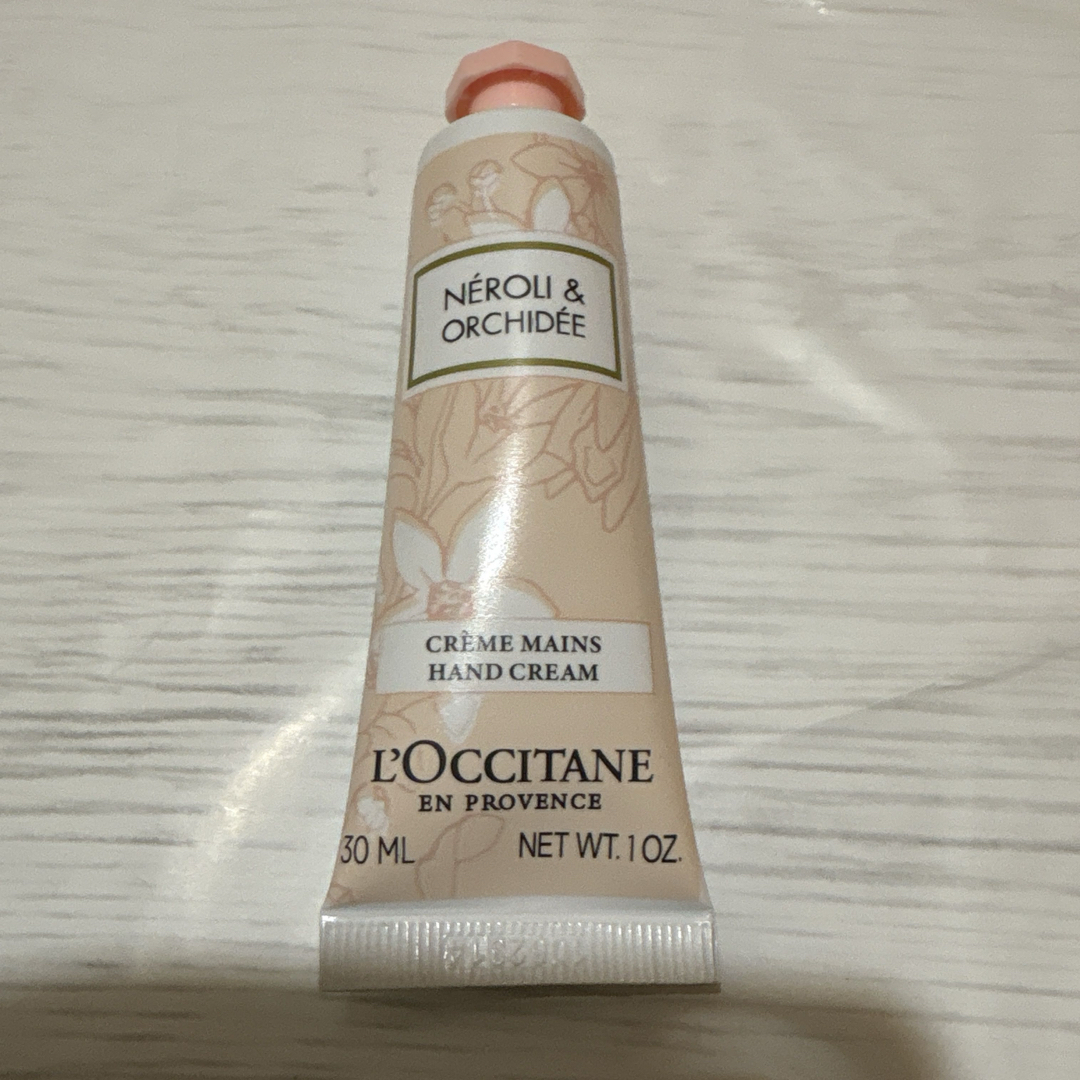 NÉROLI &
ORCHIDÉE
CRÈME MAINS
HAND CREAM
L'OCCITANE
EN PROVENCE
30 ML NET WT. 1 OZ.